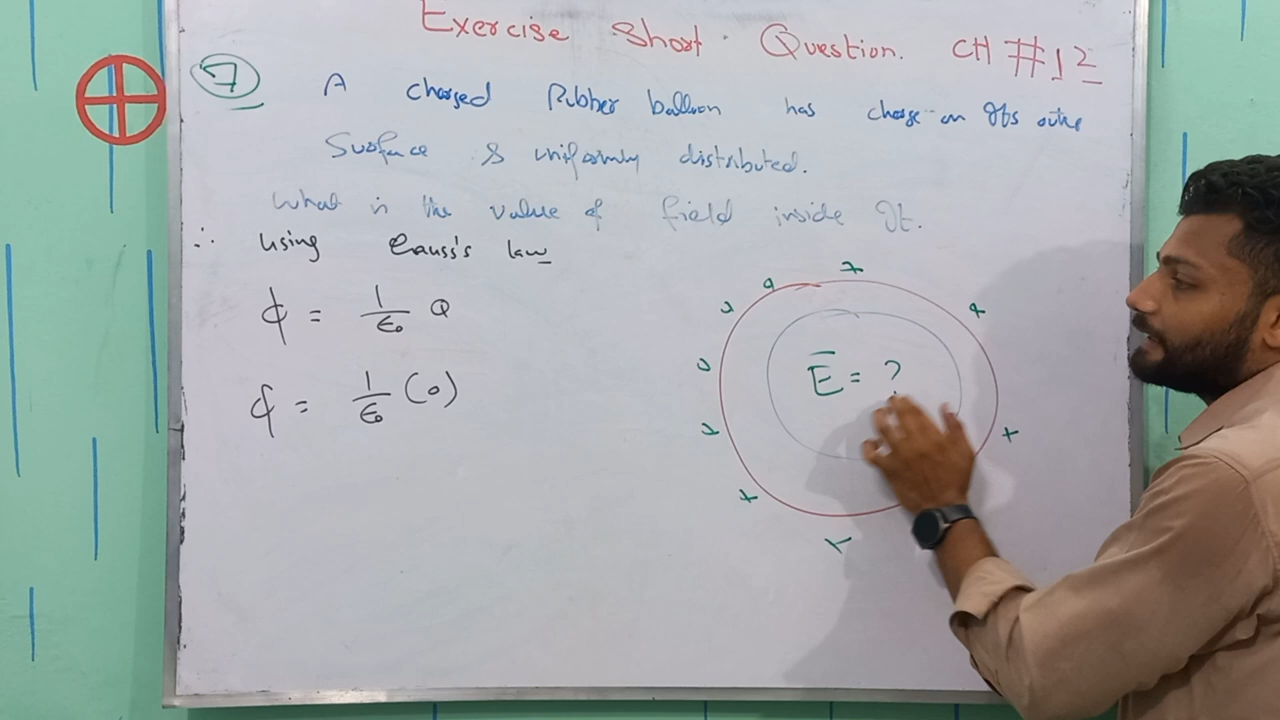 Exercise Short Question. CH #12
7 A charged Rubber balloon has charge on Its outer
Surface & uniformly distributed.
What is the value of field inside It.
∴ using Gauss's law
ϕ = 1/ε₀ Q
ϕ = 1/ε₀ (0)
E = ?